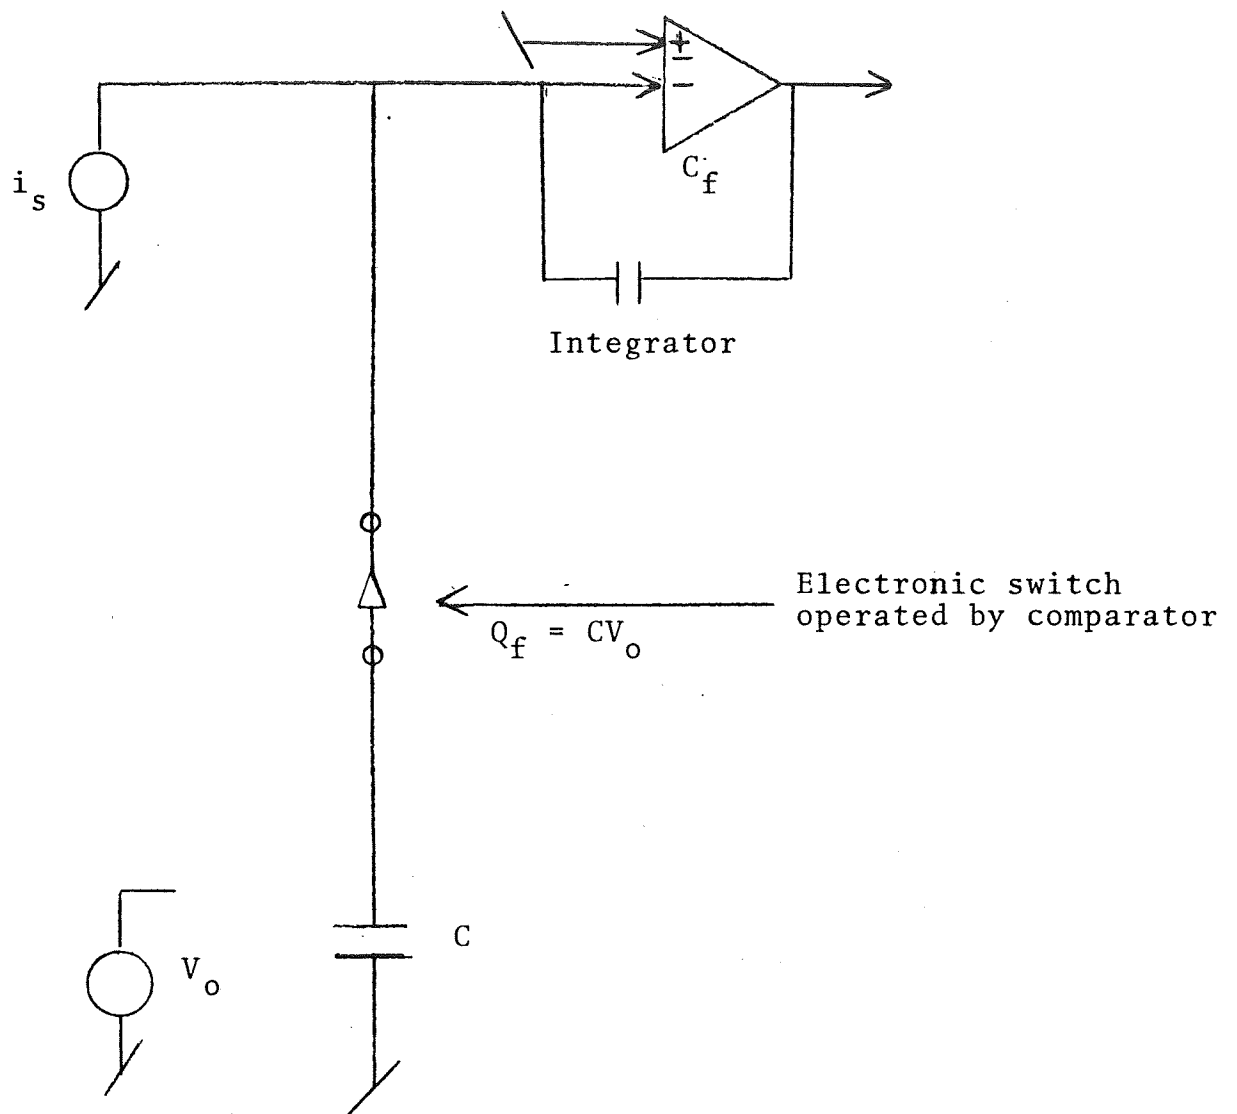 +
−
−
C_f
i_s
Integrator
Electronic switch
operated by comparator
Q_f = CV_o
C
V_o